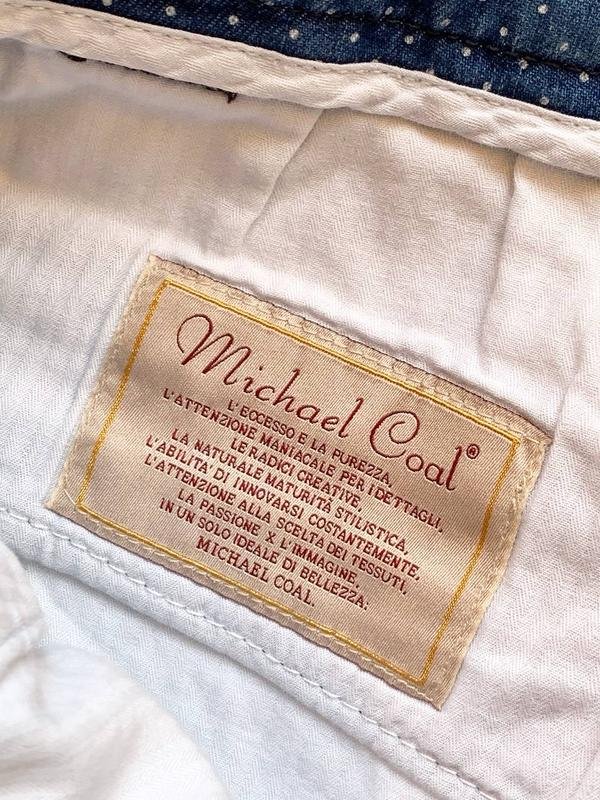 Michael Coal®
L'ECCESSO E LA PUREZZA,
L'ATTENZIONE MANIACALE PER I DETTAGLI,
LE RADICI CREATIVE,
LA NATURALE MATURITÀ STILISTICA,
L'ABILITÀ DI INNOVARSI COSTANTEMENTE,
L'ATTENZIONE ALLA SCELTA DEI TESSUTI,
LA PASSIONE X L'IMMAGINE,
IN UN SOLO IDEALE DI BELLEZZA:
MICHAEL COAL.